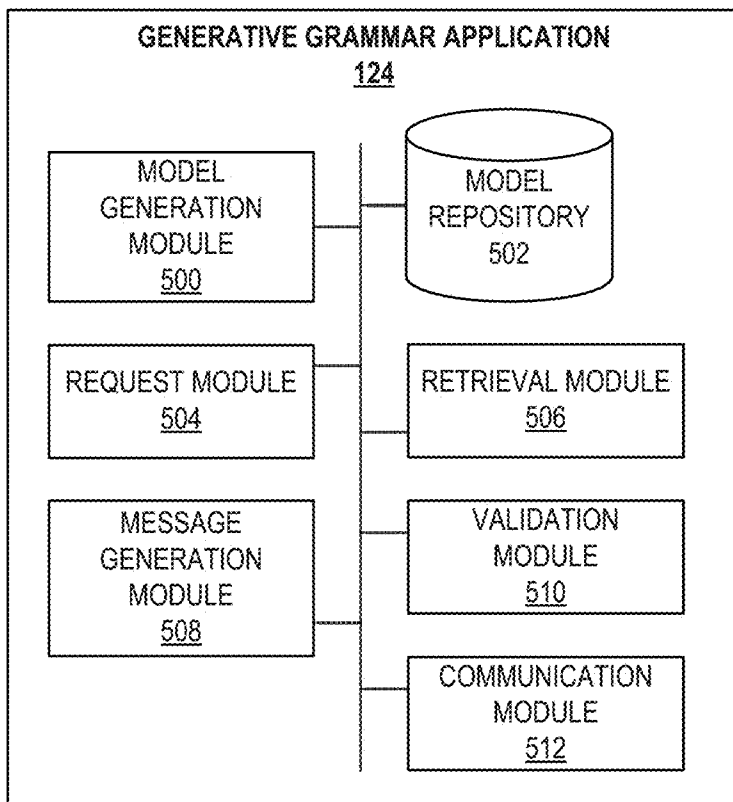 GENERATIVE GRAMMAR APPLICATION
124
MODEL
GENERATION
MODULE
500
MODEL
REPOSITORY
502
REQUEST MODULE
504
RETRIEVAL MODULE
506
MESSAGE
GENERATION
MODULE
508
VALIDATION
MODULE
510
COMMUNICATION
MODULE
512